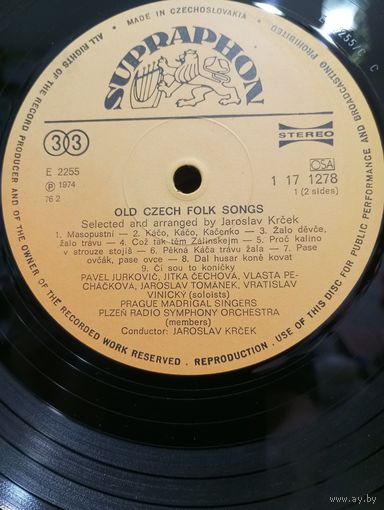 MADE IN CZECHOSLOVAKIA
ALL RIGHTS OF THE RECORD PRODUCER AND OF THE OWNER OF THE RECORDED WORK RESERVED . REPRODUCTION, USE OF THIS DISC FOR PUBLIC PERFORMANCE AND BROADCASTING PROHIBITED
SUPRAPHON
33
STEREO
E 2255
Ⓟ 1974
76 2
OSA
1 17 1278
1 (2 sides)
OLD CZECH FOLK SONGS
Selected and arranged by Jaroslav Krček
1. Masopustní — 2. Káčo, Káčo, Kačenko — 3. Žalo děvče,
žalo trávu — 4. Což ták těm Zálinskejm — 5. Proč kalino
v strouze stojíš — 6. Pěkná Káča trávu žala — 7. Pase
ovčák, pase ovce — 8. Dal husar koně kovat
9. Čí sou to koníčky
PAVEL JURKOVIČ, JITKA ČECHOVÁ, VLASTA PE-
CHÁČKOVA, JAROSLAV TOMÁNEK, VRATISLAV
VINICKÝ (soloists)
PRAGUE MADRIGAL SINGERS
PLZEŇ RADIO SYMPHONY ORCHESTRA
(members)
Conductor: JAROSLAV KRČEK
www.ay.by